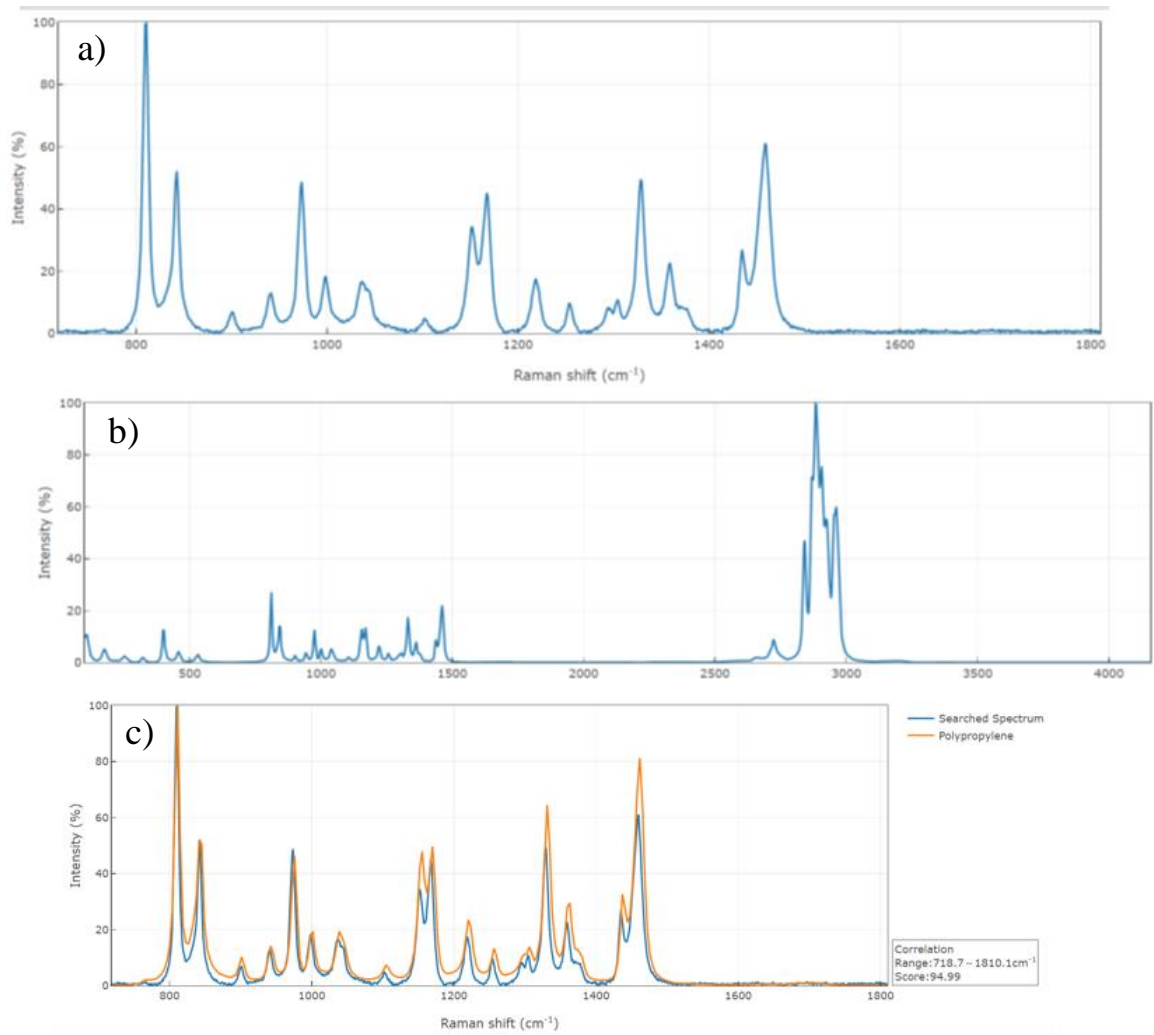 a)
100
80
60
40
20
0
Intensity (%)
800 1000 1200 1400 1600 1800
Raman shift (cm⁻¹)
b)
100
80
60
40
20
0
Intensity (%)
500 1000 1500 2000 2500 3000 3500 4000
c)
100
80
60
40
20
0
Intensity (%)
800 1000 1200 1400 1600 1800
Raman shift (cm⁻¹)
Searched Spectrum
Polypropylene
Correlation
Range:718.7~1810.1cm⁻¹
Score:94.99